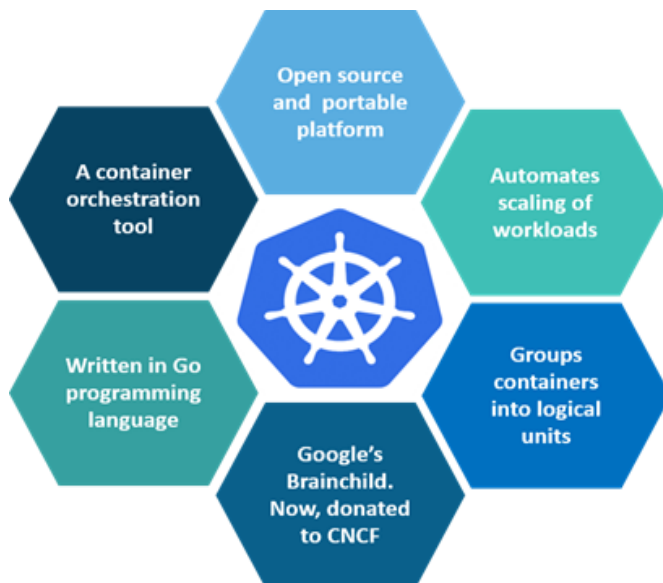 Open source
and portable
platform
A container
orchestration
tool
Automates
scaling of
workloads
Written in Go
programming
language
Groups
containers
into logical
units
Google's
Brainchild.
Now, donated
to CNCF